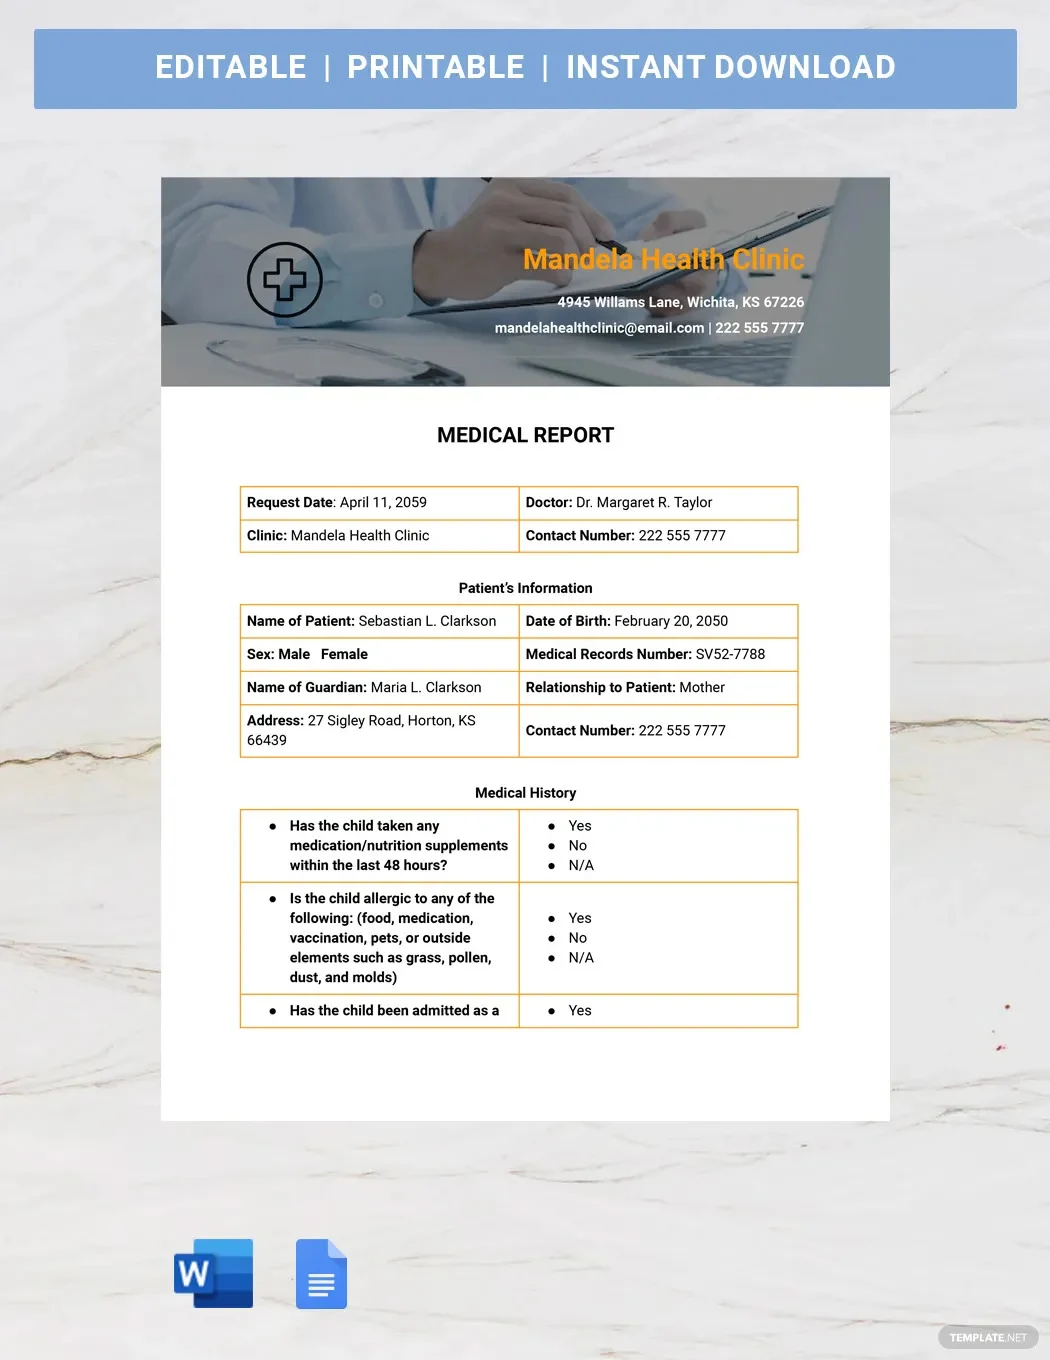 EDITABLE | PRINTABLE | INSTANT DOWNLOAD
Mandela Health Clinic
4945 Willams Lane, Wichita, KS 67226
mandelahealthclinic@email.com | 222 555 7777
MEDICAL REPORT
Request Date: April 11, 2059
Doctor: Dr. Margaret R. Taylor
Clinic: Mandela Health Clinic
Contact Number: 222 555 7777
Patient’s Information
Name of Patient: Sebastian L. Clarkson
Date of Birth: February 20, 2050
Sex: Male   Female
Medical Records Number: SV52-7788
Name of Guardian: Maria L. Clarkson
Relationship to Patient: Mother
Address: 27 Sigley Road, Horton, KS
66439
Contact Number: 222 555 7777
Medical History
● Has the child taken any
medication/nutrition supplements
within the last 48 hours?
● Yes
● No
● N/A
● Is the child allergic to any of the
following: (food, medication,
vaccination, pets, or outside
elements such as grass, pollen,
dust, and molds)
● Yes
● No
● N/A
● Has the child been admitted as a
● Yes
W
TEMPLATE.NET